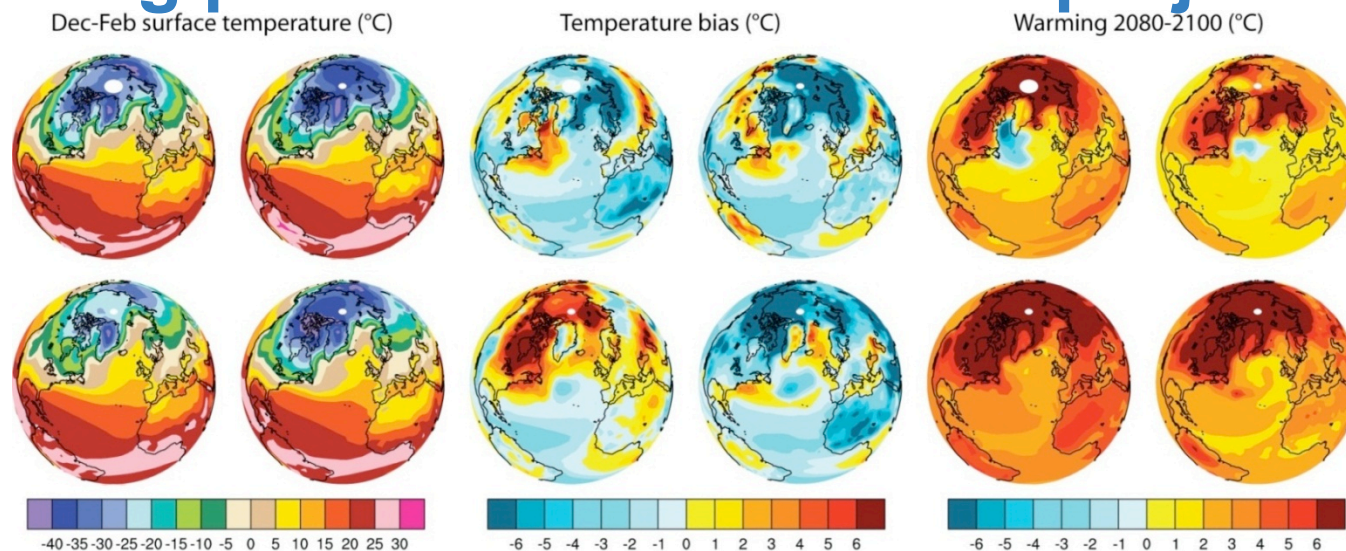 Dec-Feb surface temperature (°C)
Temperature bias (°C)
Warming 2080-2100 (°C)
-40 -35 -30 -25 -20 -15 -10 -5 0 5 10 15 20 25 30
-6 -5 -4 -3 -2 -1 0 1 2 3 4 5 6
-6 -5 -4 -3 -2 -1 0 1 2 3 4 5 6